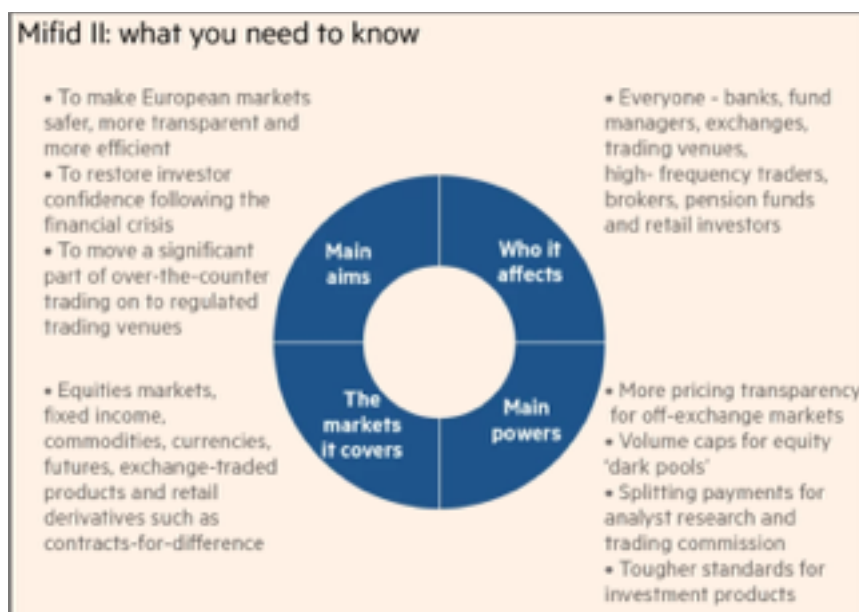 Mifid II: what you need to know
• To make European markets
safer, more transparent and
more efficient
• To restore investor
confidence following the
financial crisis
• To move a significant
part of over-the-counter
trading on to regulated
trading venues
• Everyone - banks, fund
managers, exchanges,
trading venues,
high- frequency traders,
brokers, pension funds
and retail investors
Main
aims
Who it
affects
The
markets
it covers
Main
powers
• Equities markets,
fixed income,
commodities, currencies,
futures, exchange-traded
products and retail
derivatives such as
contracts-for-difference
• More pricing transparency
for off-exchange markets
• Volume caps for equity
‘dark pools’
• Splitting payments for
analyst research and
trading commission
• Tougher standards for
investment products